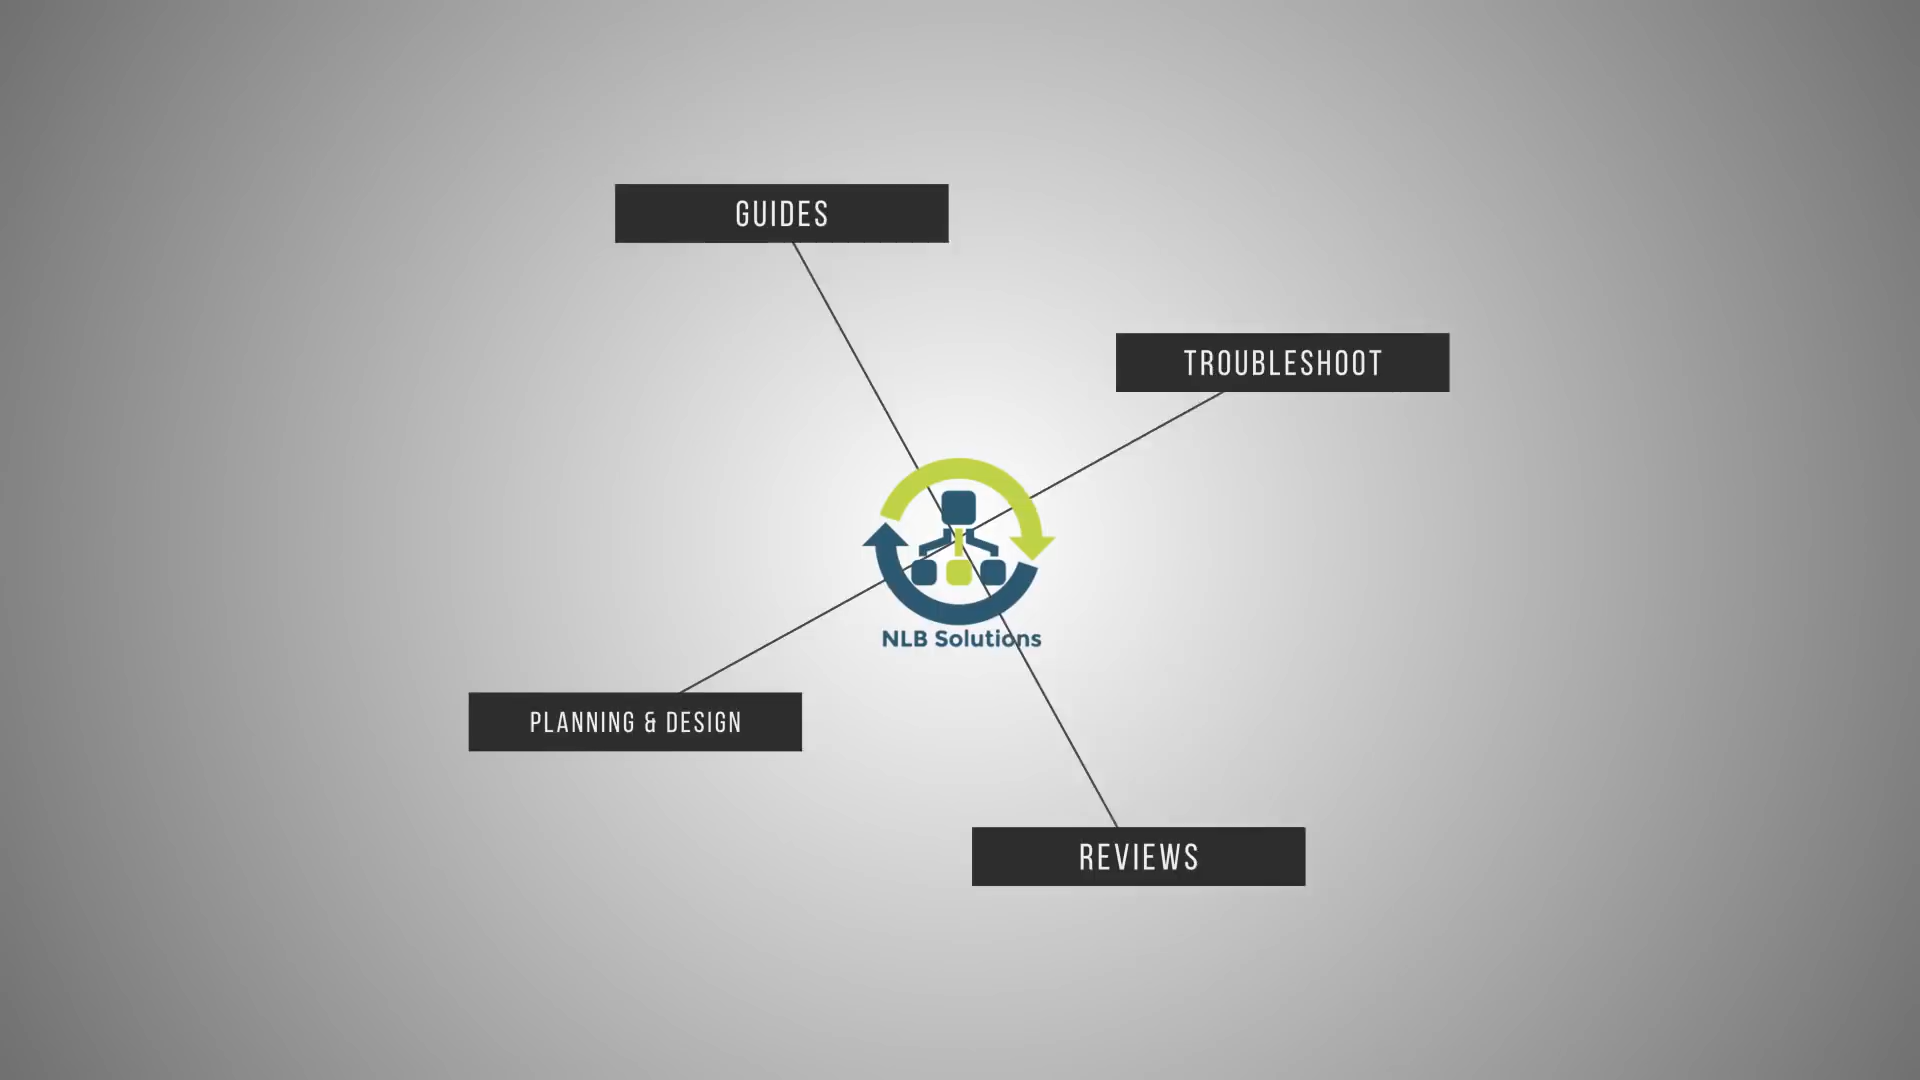 GUIDES
TROUBLESHOOT
NLB Solutions
PLANNING & DESIGN
REVIEWS